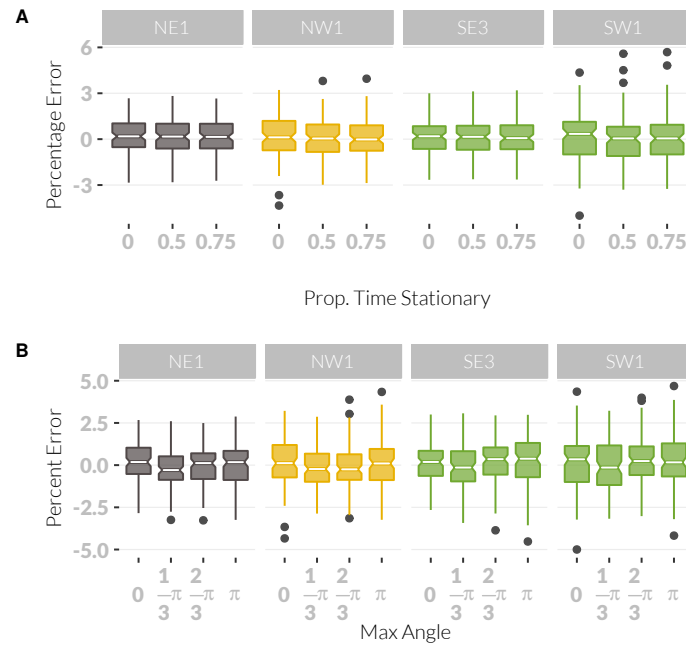 A
NE1 NW1 SE3 SW1
Percentage Error
6
3
0
-3
0 0.5 0.75 0 0.5 0.75 0 0.5 0.75 0 0.5 0.75
Prop. Time Stationary
B
NE1 NW1 SE3 SW1
Percent Error
5.0
2.5
0.0
-2.5
-5.0
0 1/3 π 2/3 π π 0 1/3 π 2/3 π π 0 1/3 π 2/3 π π 0 1/3 π 2/3 π π
Max Angle